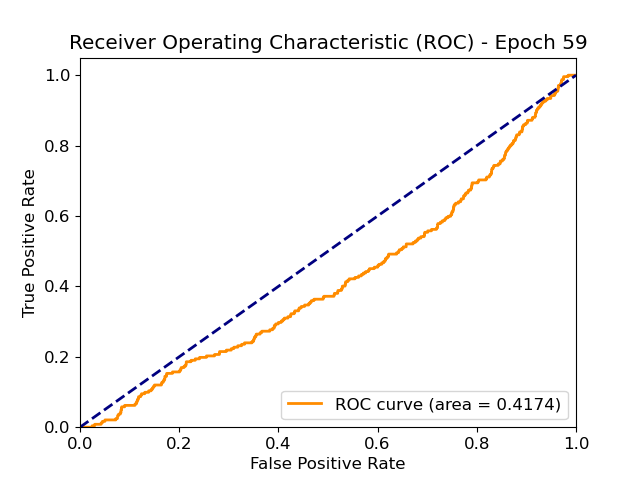 Receiver Operating Characteristic (ROC) - Epoch 59
True Positive Rate
1.0
0.8
0.6
0.4
0.2
0.0
0.0 0.2 0.4 0.6 0.8 1.0
False Positive Rate
ROC curve (area = 0.4174)